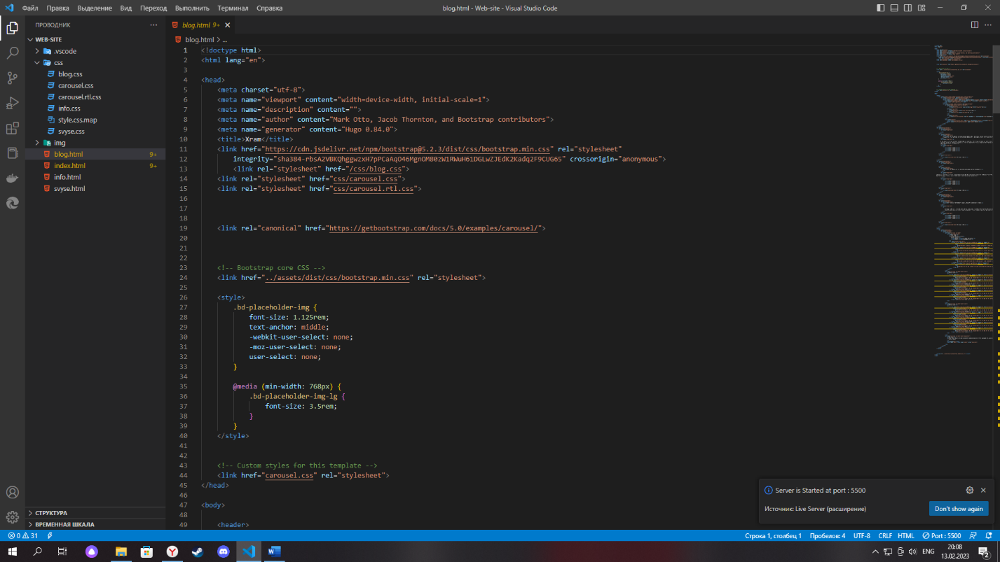 Файл Правка Выделение Вид Переход Выполнить Терминал Справка
blog.html - Web-site - Visual Studio Code
ПРОВОДНИК ...
WEB-SITE
.vscode
css
blog.css
carousel.css
carousel.rtl.css
info.css
style.css.map
svyse.css
img
blog.html 9+
index.html 9+
info.html
svyse.html
СТРУКТУРА
ВРЕМЕННАЯ ШКАЛА
blog.html 9+
blog.html > ...
1 <!doctype html>
2 <html lang="en">
3
4 <head>
5 <meta charset="utf-8">
6 <meta name="viewport" content="width=device-width, initial-scale=1">
7 <meta name="description" content="">
8 <meta name="author" content="Mark Otto, Jacob Thornton, and Bootstrap contributors">
9 <meta name="generator" content="Hugo 0.84.0">
10 <title>Xram</title>
11 <link href="https://cdn.jsdelivr.net/npm/bootstrap@5.2.3/dist/css/bootstrap.min.css" rel="stylesheet"
12 integrity="sha384-rbsA2VBKQhggwzxH7pPCaAqO46MgnOM80zW1RWuH61DGLwZJEdK2Kadq2F9CUG65" crossorigin="anonymous">
13 <link rel="stylesheet" href="/css/blog.css">
14 <link rel="stylesheet" href="css/carousel.css">
15 <link rel="stylesheet" href="css/carousel.rtl.css">
16
17
18
19 <link rel="canonical" href="https://getbootstrap.com/docs/5.0/examples/carousel/">
20
21
22
23 <!-- Bootstrap core CSS -->
24 <link href="../assets/dist/css/bootstrap.min.css" rel="stylesheet">
25
26 <style>
27 .bd-placeholder-img {
28 font-size: 1.125rem;
29 text-anchor: middle;
30 -webkit-user-select: none;
31 -moz-user-select: none;
32 user-select: none;
33 }
34
35 @media (min-width: 768px) {
36 .bd-placeholder-img-lg {
37 font-size: 3.5rem;
38 }
39 }
40 </style>
41
42
43 <!-- Custom styles for this template -->
44 <link href="carousel.css" rel="stylesheet">
45 </head>
46
47 <body>
48
49 <header>
Server is Started at port : 5500
Источник: Live Server (расширение)
Don't show again
0 31
Строка 1, столбец 1 Пробелов: 4 UTF-8 CRLF HTML Port : 5500
ENG
20:08
13.02.2023
2